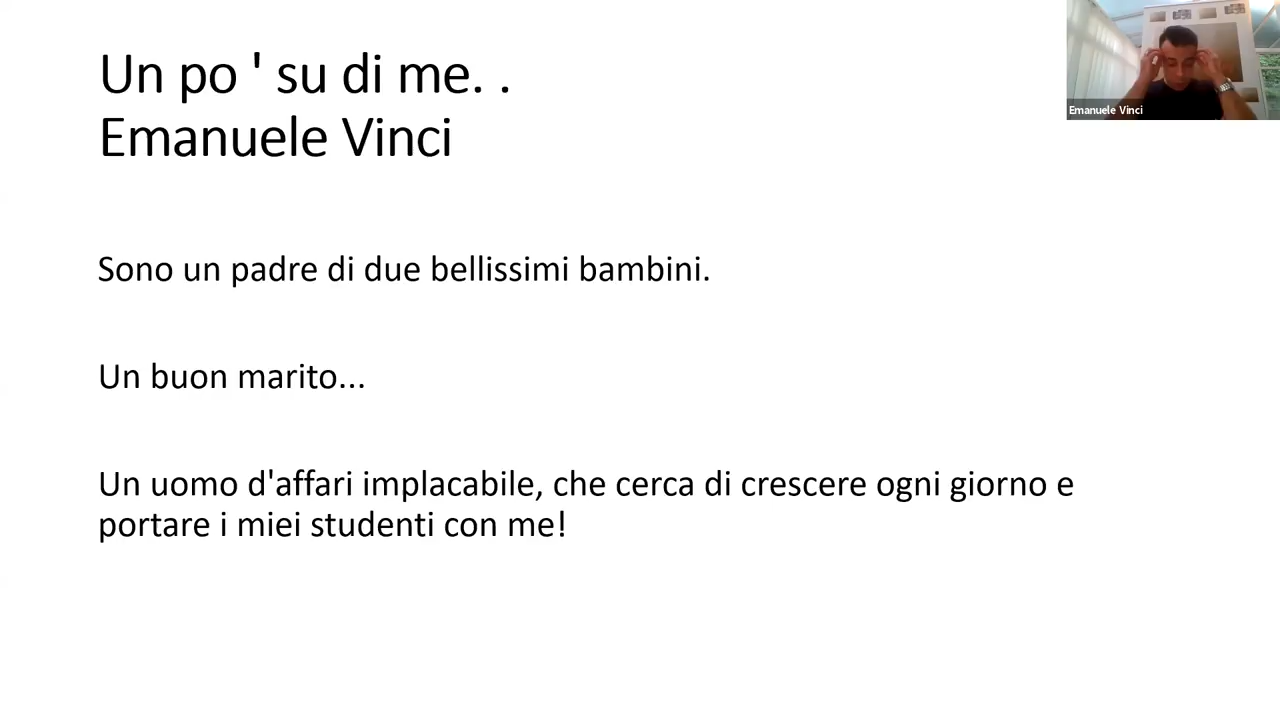 Un po ' su di me. .
Emanuele Vinci
Emanuele Vinci
Sono un padre di due bellissimi bambini.
Un buon marito...
Un uomo d'affari implacabile, che cerca di crescere ogni giorno e
portare i miei studenti con me!